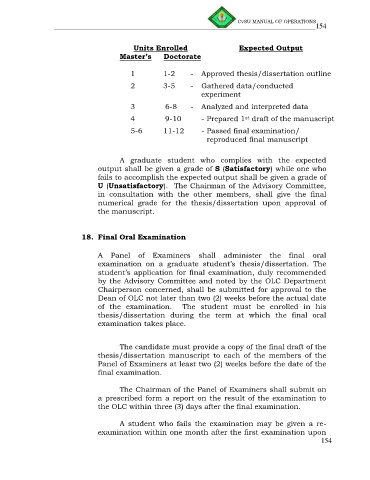 CvSU MANUAL OF OPERATIONS
154
Units Enrolled Expected Output
Master's Doctorate
1 1-2 - Approved thesis/dissertation outline
2 3-5 - Gathered data/conducted
experiment
3 6-8 - Analyzed and interpreted data
4 9-10 - Prepared 1st draft of the manuscript
5-6 11-12 - Passed final examination/
reproduced final manuscript
A graduate student who complies with the expected
output shall be given a grade of S (Satisfactory) while one who
fails to accomplish the expected output shall be given a grade of
U (Unsatisfactory). The Chairman of the Advisory Committee,
in consultation with the other members, shall give the final
numerical grade for the thesis/dissertation upon approval of
the manuscript.
18. Final Oral Examination
A Panel of Examiners shall administer the final oral
examination on a graduate student's thesis/dissertation. The
student's application for final examination, duly recommended
by the Advisory Committee and noted by the OLC Department
Chairperson concerned, shall be submitted for approval to the
Dean of OLC not later than two (2) weeks before the actual date
of the examination. The student must be enrolled in his
thesis/dissertation during the term at which the final oral
examination takes place.
The candidate must provide a copy of the final draft of the
thesis/dissertation manuscript to each of the members of the
Panel of Examiners at least two (2) weeks before the date of the
final examination.
The Chairman of the Panel of Examiners shall submit on
a prescribed form a report on the result of the examination to
the OLC within three (3) days after the final examination.
A student who fails the examination may be given a re-
examination within one month after the first examination upon
154